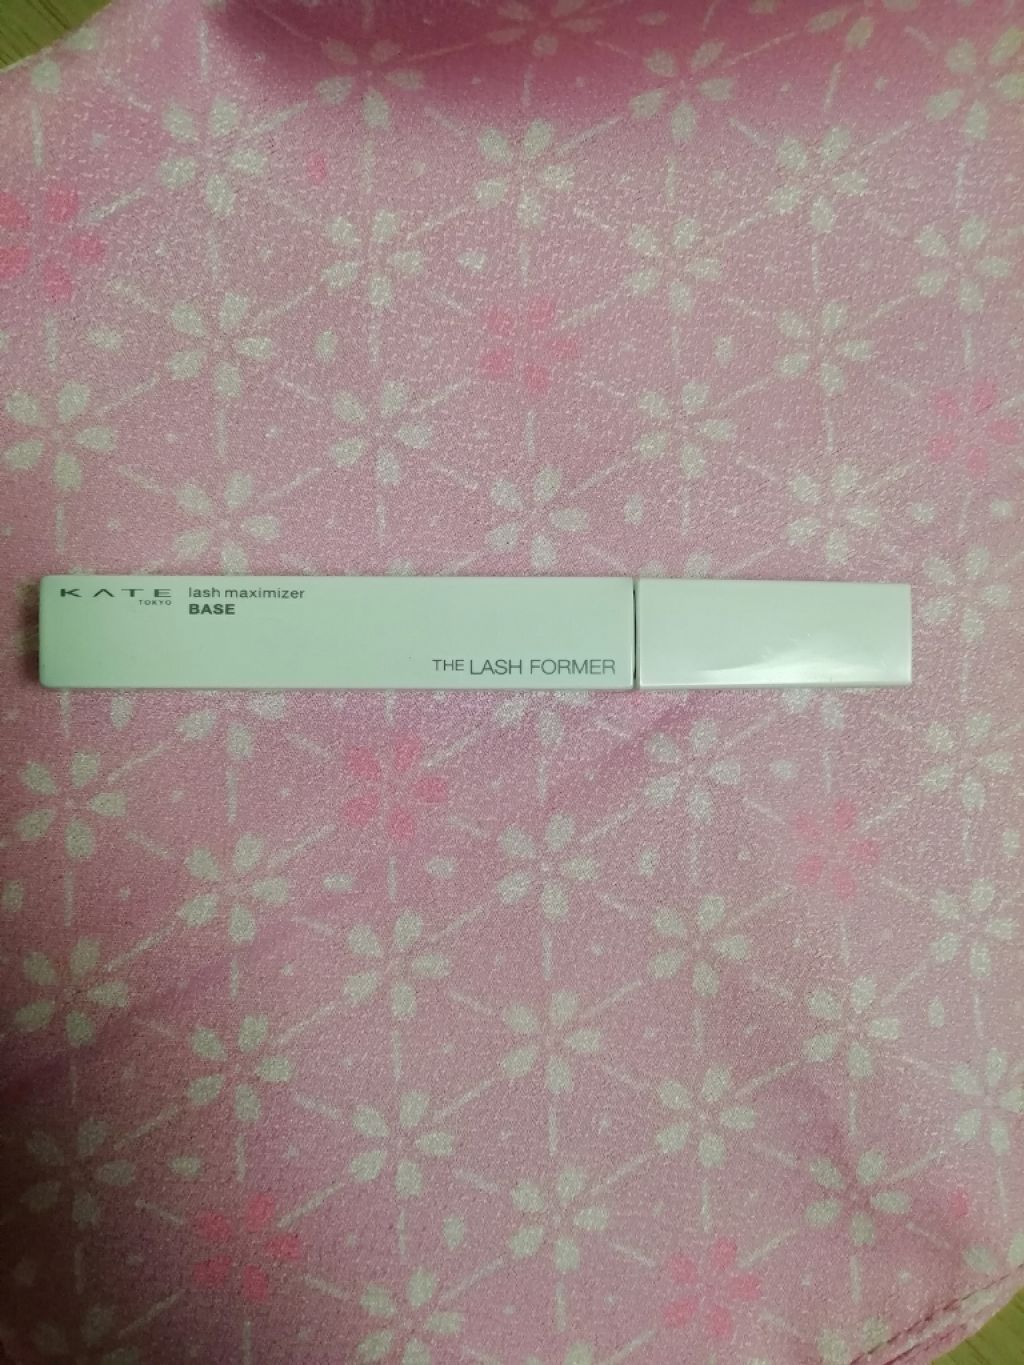 KATE lash maximizer
TOKYO BASE
THE LASH FORMER